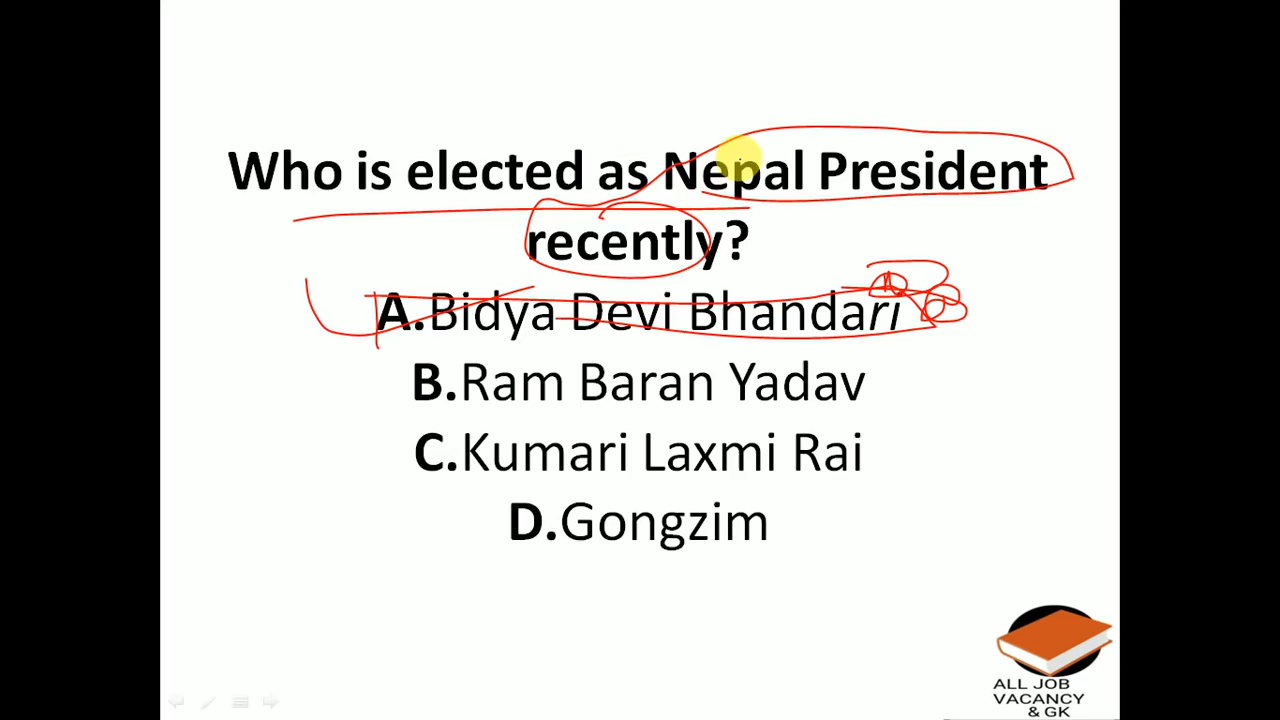 Who is elected as Nepal President
recently?
A.Bidya Devi Bhandari
B.Ram Baran Yadav
C.Kumari Laxmi Rai
D.Gongzim
ALL JOB
VACANCY
& GK